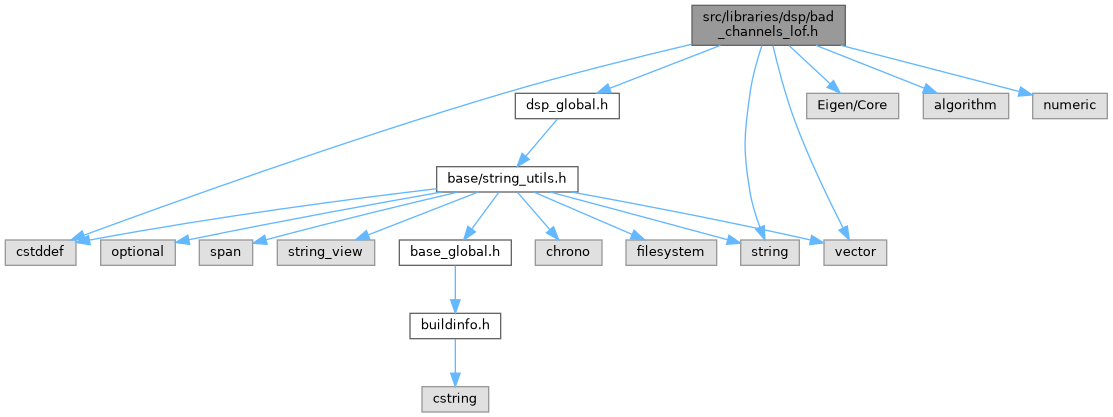 src/libraries/dsp/bad
_channels_lof.h
dsp_global.h
Eigen/Core
algorithm
numeric
base/string_utils.h
cstddef
optional
span
string_view
base_global.h
chrono
filesystem
string
vector
buildinfo.h
cstring